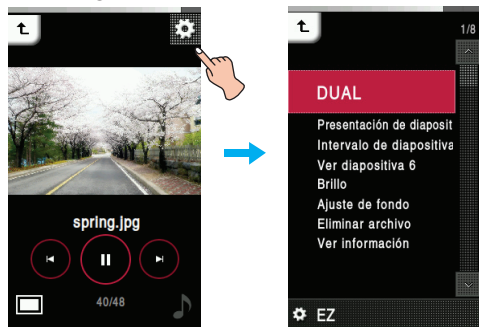 spring.jpg
40/48
1/8
DUAL
Presentación de diaposit
Intervalo de diapositiva
Ver diapositiva 6
Brillo
Ajuste de fondo
Eliminar archivo
Ver información
EZ